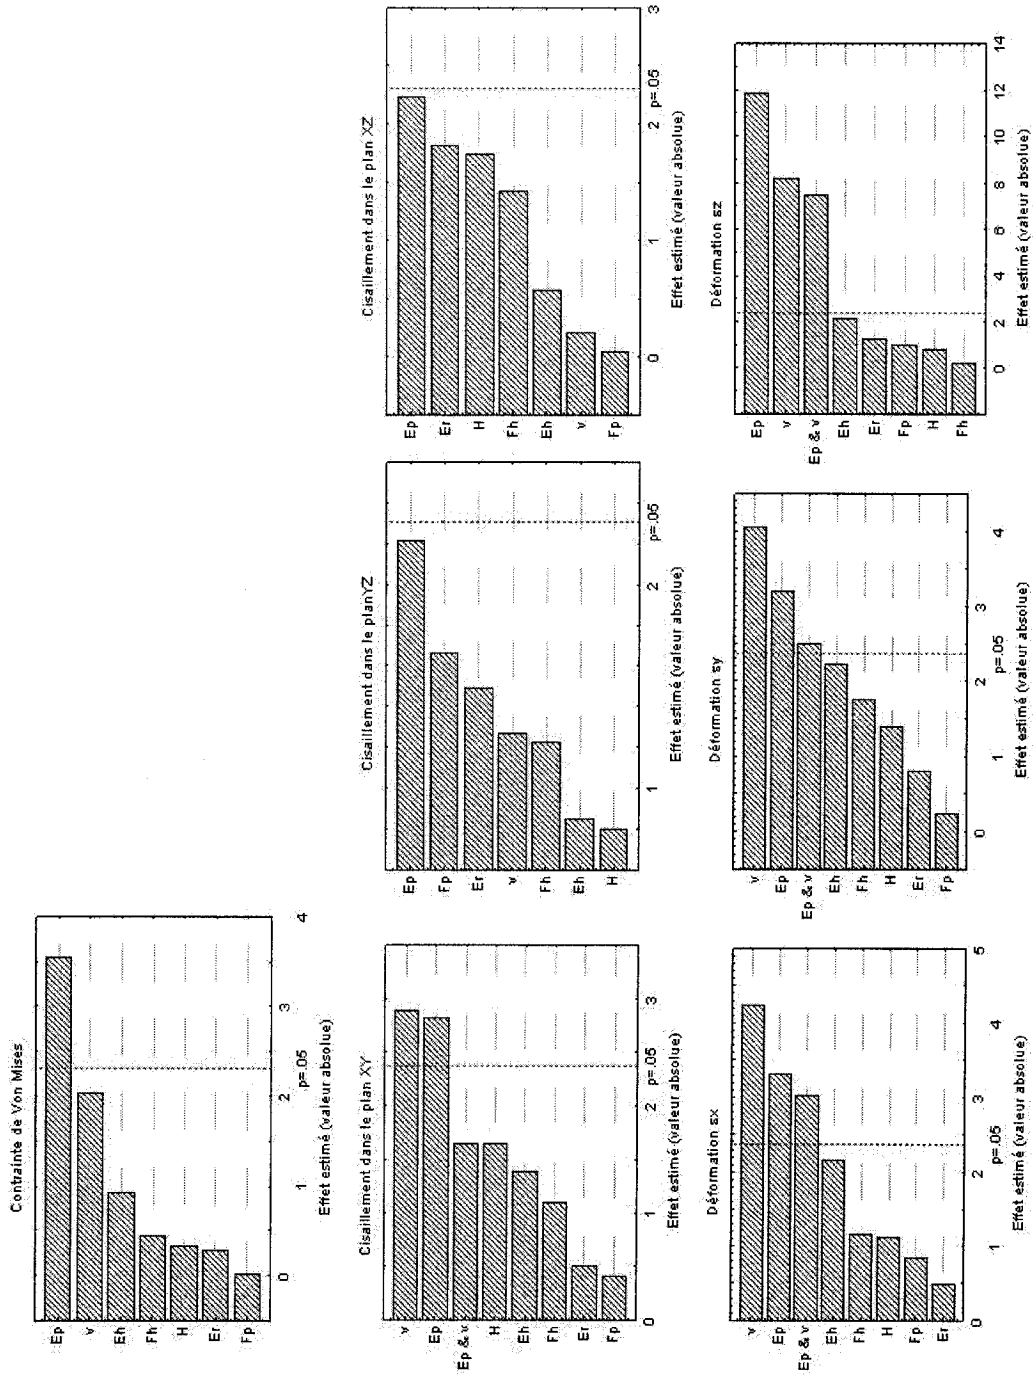 Contrainte de Von Mises
Ep
v
Eh
Fh
H
Er
Fp
0
1
2
p=.05
3
4
Effet estimé (valeur absolue)
Cisaillement dans le plan XY
v
Ep
Ep & v
H
Eh
Fh
Er
Fp
0
1
2
p=.05
3
Effet estimé (valeur absolue)
Cisaillement dans le planYZ
Ep
Fp
Er
v
Fh
Eh
H
1
2
p=.05
Effet estimé (valeur absolue)
Cisaillement dans le plan XZ
Ep
Er
H
Fh
Eh
v
Fp
0
1
2
p=.05
3
Effet estimé (valeur absolue)
Déformation εx
v
Ep
Ep & v
Eh
Fh
H
Fp
Er
0
1
2
p=.05
3
4
5
Effet estimé (valeur absolue)
Déformation εy
v
Ep
Ep & v
Eh
Fh
H
Er
Fp
0
1
2
p=.05
3
4
Effet estimé (valeur absolue)
Déformation εz
Ep
v
Ep & v
Eh
Er
Fp
H
Fh
0
2
4
6
8
10
12
14
Effet estimé (valeur absolue)